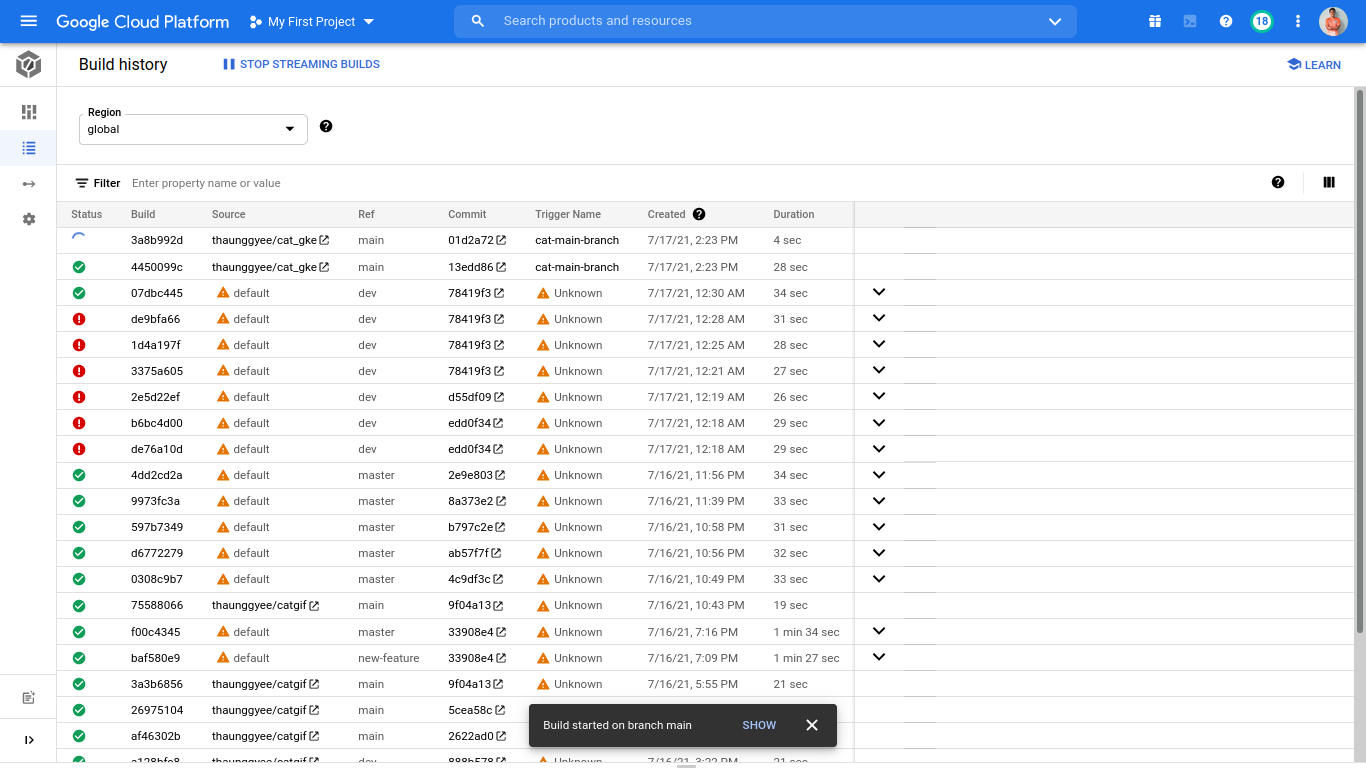 Google Cloud Platform My First Project Search products and resources 18
Build history STOP STREAMING BUILDS LEARN
Region
global
Filter Enter property name or value
Status Build Source Ref Commit Trigger Name Created Duration
3a8b992d thaunggyee/cat_gke main 01d2a72 cat-main-branch 7/17/21, 2:23 PM 4 sec
4450099c thaunggyee/cat_gke main 13edd86 cat-main-branch 7/17/21, 2:23 PM 28 sec
07dbc445 default dev 78419f3 Unknown 7/17/21, 12:30 AM 34 sec
de9bfa66 default dev 78419f3 Unknown 7/17/21, 12:28 AM 31 sec
1d4a197f default dev 78419f3 Unknown 7/17/21, 12:25 AM 28 sec
3375a605 default dev 78419f3 Unknown 7/17/21, 12:21 AM 27 sec
2e5d22ef default dev d55df09 Unknown 7/17/21, 12:19 AM 26 sec
b6bc4d00 default dev edd0f34 Unknown 7/17/21, 12:18 AM 29 sec
de76a10d default dev edd0f34 Unknown 7/17/21, 12:18 AM 29 sec
4dd2cd2a default master 2e9e803 Unknown 7/16/21, 11:56 PM 34 sec
9973fc3a default master 8a373e2 Unknown 7/16/21, 11:39 PM 33 sec
597b7349 default master b797c2e Unknown 7/16/21, 10:58 PM 31 sec
d6772279 default master ab57f7f Unknown 7/16/21, 10:56 PM 32 sec
0308c9b7 default master 4c9df3c Unknown 7/16/21, 10:49 PM 33 sec
75588066 thaunggyee/catgif main 9f04a13 Unknown 7/16/21, 10:43 PM 19 sec
f00c4345 default master 33908e4 Unknown 7/16/21, 7:16 PM 1 min 34 sec
baf580e9 default new-feature 33908e4 Unknown 7/16/21, 7:09 PM 1 min 27 sec
3a3b6856 thaunggyee/catgif main 9f04a13 Unknown 7/16/21, 5:55 PM 21 sec
26975104 thaunggyee/catgif main 5cea58c
Build started on branch main SHOW
af46302b thaunggyee/catgif main 2622ad0
thaunggyee/catgif dev Unknown